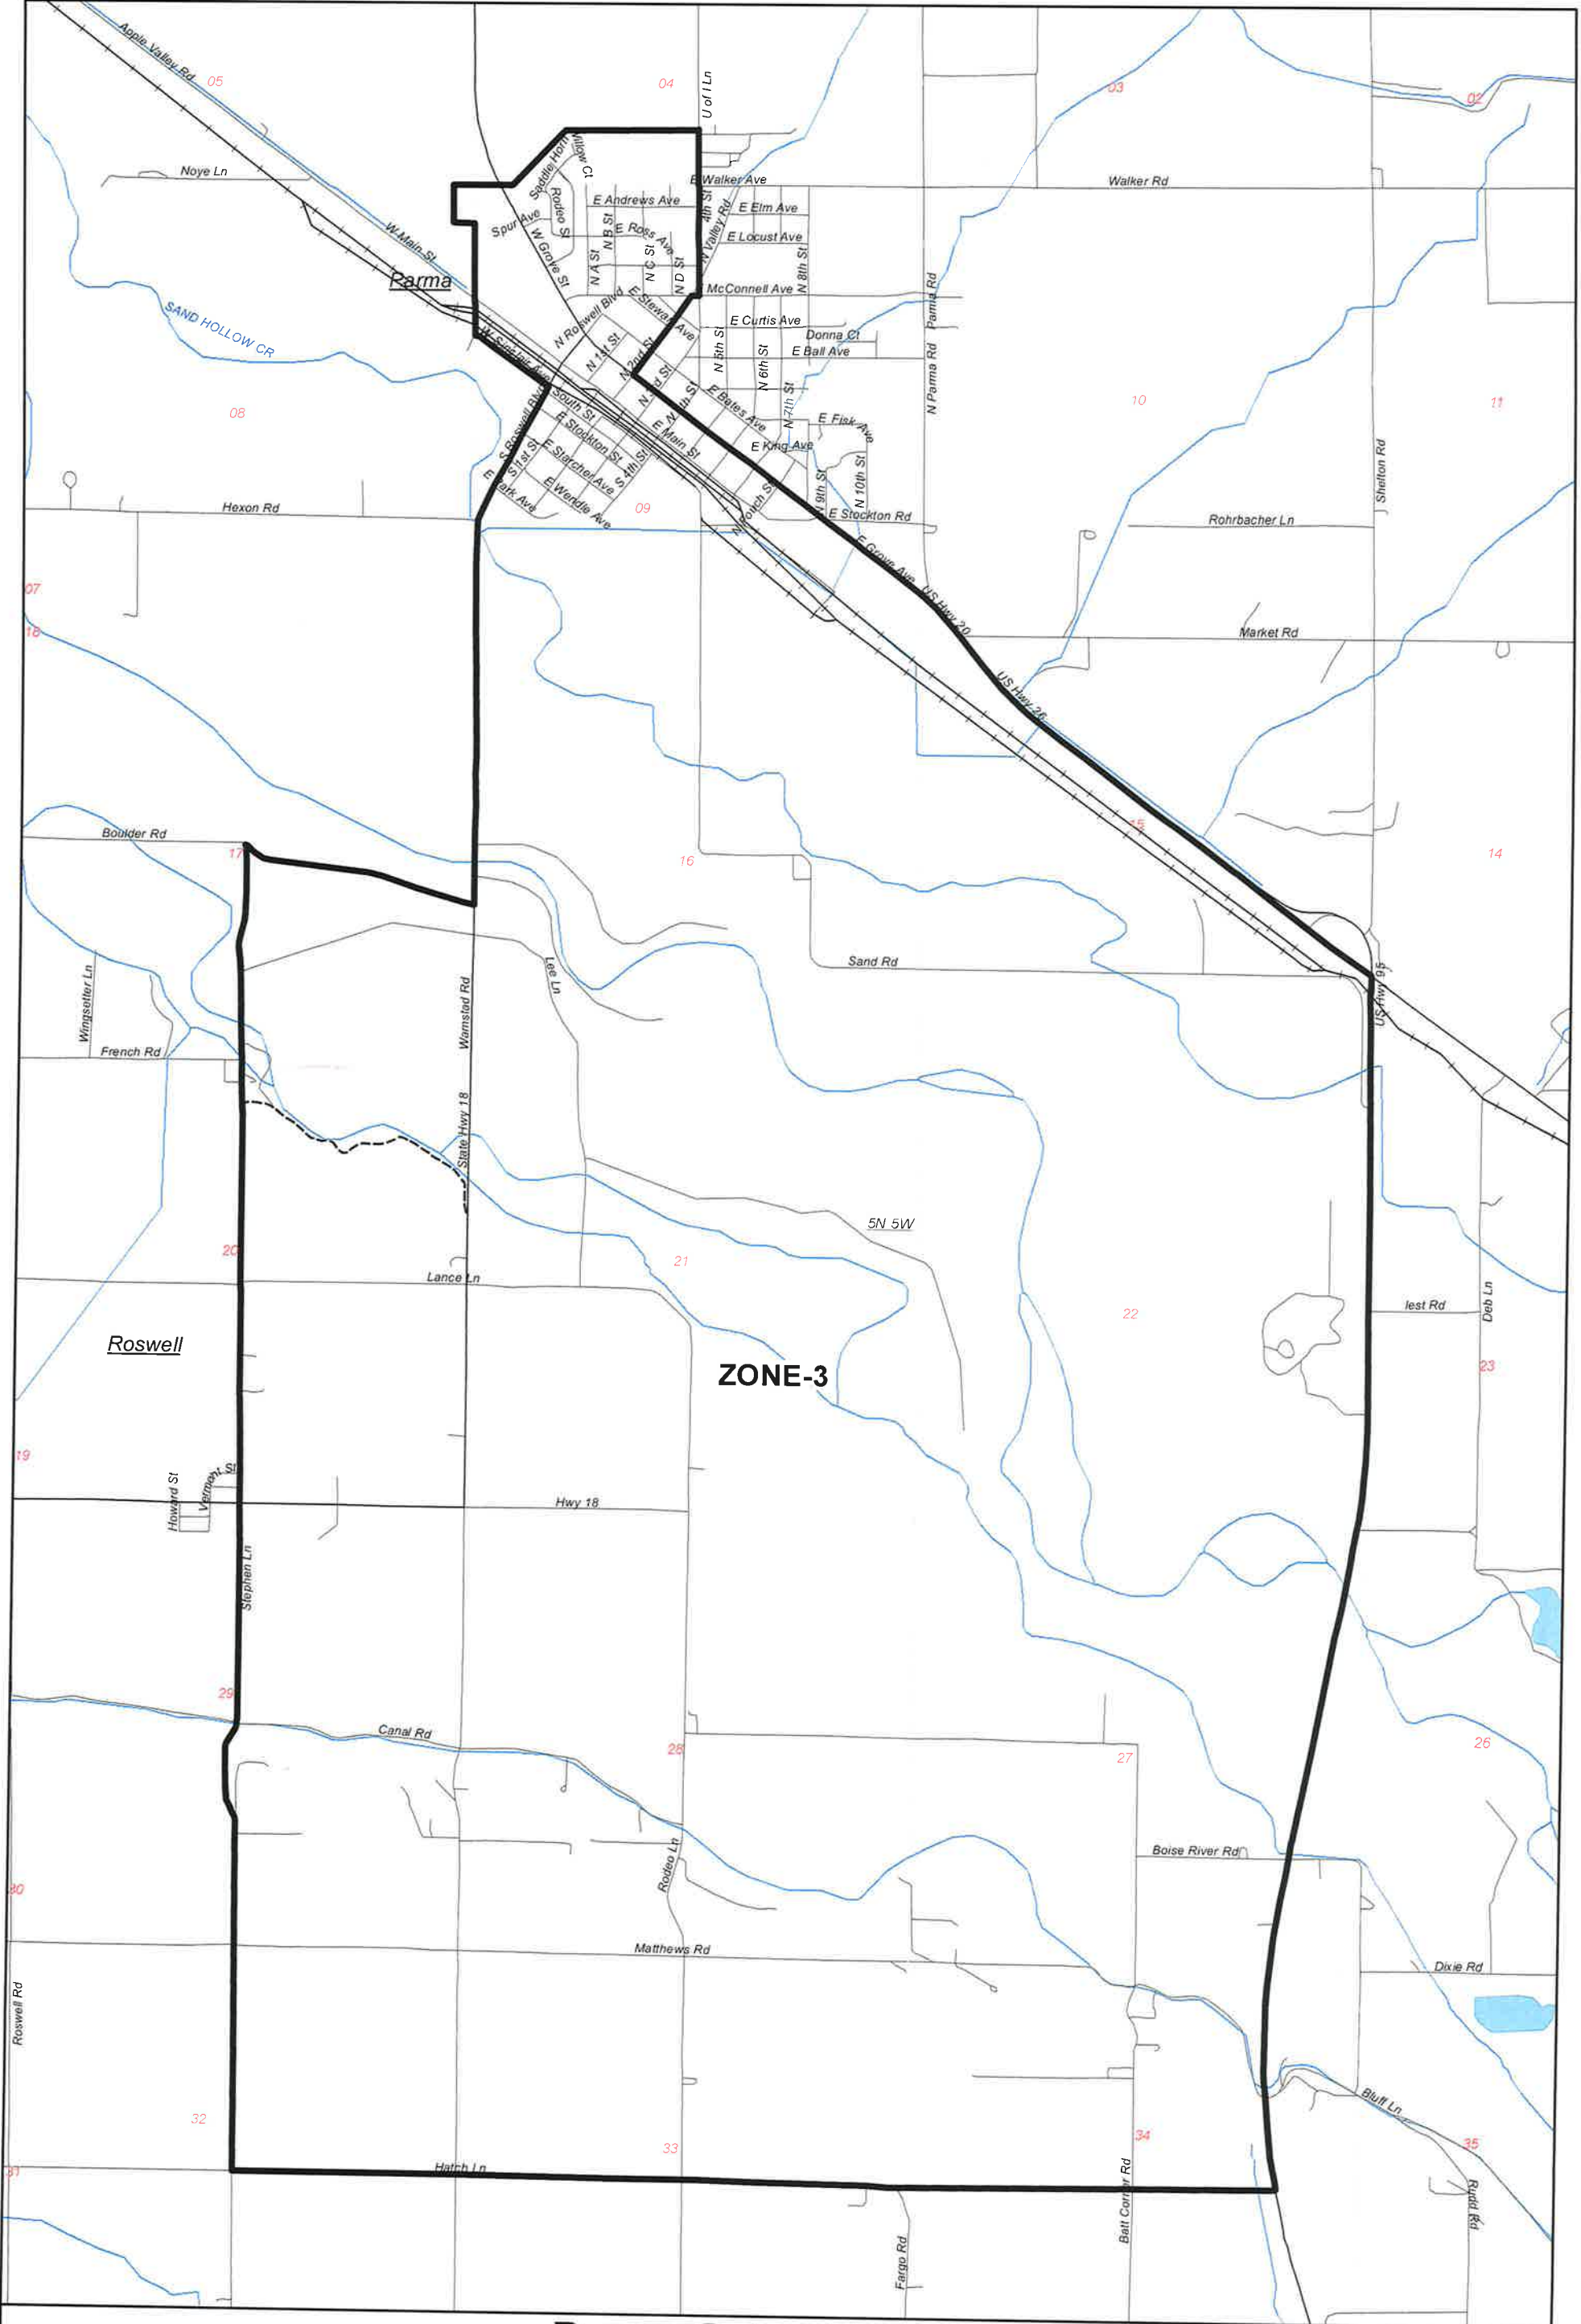 Apple Valley Rd
05
04
U of I Ln
03
02
Noye Ln
Saddle Horn
Willow Ct
E Walker Ave
Walker Rd
E Andrews Ave
4th St
Rodeo St
E Elm Ave
Spur Ave
N B St
E Ross Ave
N Valley Rd
E Locust Ave
W Main St
W Grove St
N A St
N C St
N D St
N 8th St
Parma
McConnell Ave
Parma Rd
SAND HOLLOW CR
N Roswell Blvd
E Stewart Ave
E Curtis Ave
Donna Ct
W Sinclair Ave
N 1st St
N 2nd St
N 5th St
N 6th St
E Ball Ave
N Parma Rd
N 7th St
08
South St
E Bates Ave
10
11
S Roswell Blvd
E Stockton St
E Main St
E Fisk Ave
S 1st St
E Starcher Ave
S 4th St
E King Ave
E Wendle Ave
N 9th St
N 10th St
Shelton Rd
Hexon Rd
09
E Stockton Rd
Rohrbacher Ln
E Grove Ave
07
US Hwy 20
18
Market Rd
US Hwy 26
15
Boulder Rd
17
16
14
Wingsetter Ln
Lee Ln
Sand Rd
Wamstad Rd
US Hwy 95
French Rd
State Hwy 18
5N 5W
20
21
Lance Ln
22
Iest Rd
Deb Ln
Roswell
ZONE-3
23
19
Howard St
Vermont St
Hwy 18
Stephen Ln
29
Canal Rd
28
27
26
Rodeo Ln
Boise River Rd
30
Matthews Rd
Dixie Rd
Roswell Rd
Bluff Ln
32
33
34
35
31
Hatch Ln
Batt Corner Rd
Rudd Rd
Fargo Rd